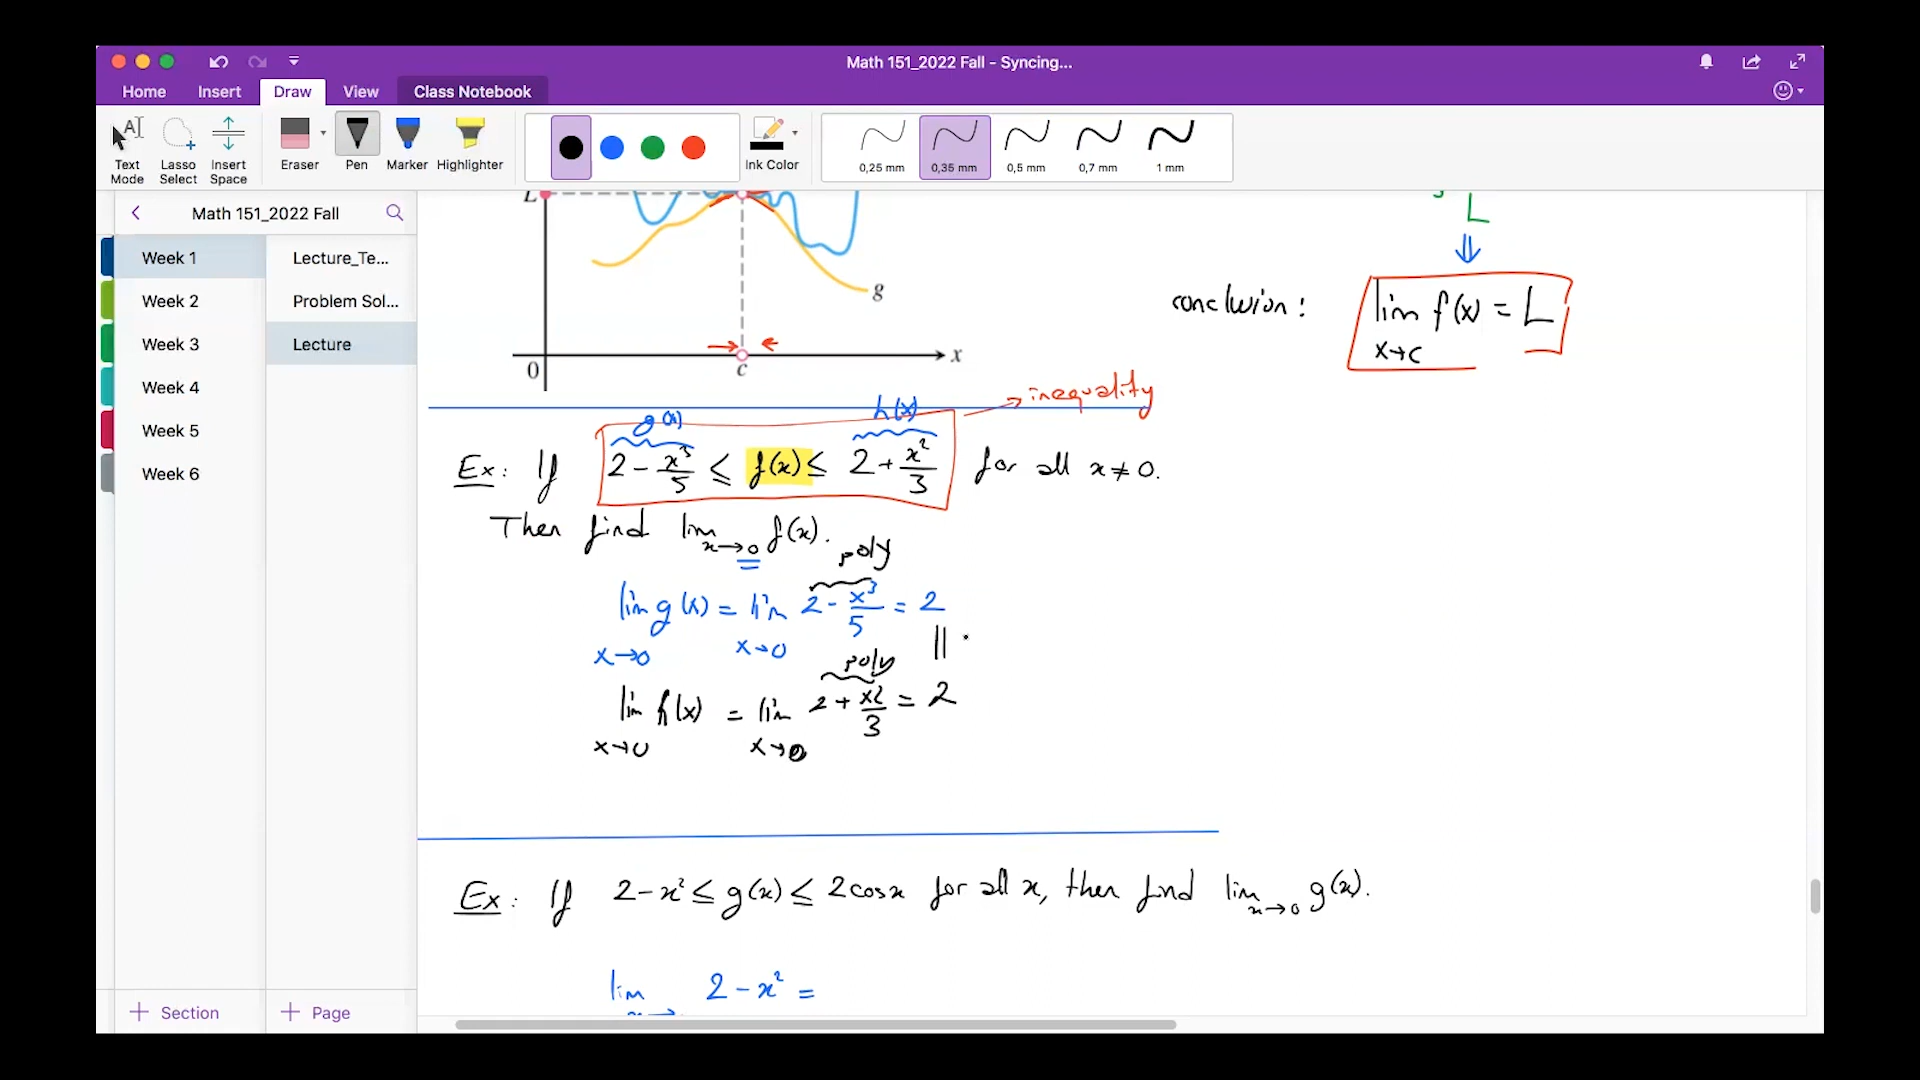 Math 151_2022 Fall - Syncing...
Home Insert Draw View Class Notebook
Text Mode Lasso Select Insert Space Eraser Pen Marker Highlighter Ink Color 0,25 mm 0,35 mm 0,5 mm 0,7 mm 1 mm
Math 151_2022 Fall
Week 1
Week 2
Week 3
Week 4
Week 5
Week 6
Lecture_Te...
Problem Sol...
Lecture
+ Section
+ Page
L
g
0 c x
L
⇓
conclusion: lim f(x) = L
x→c
→ inequality
g(x) h(x)
Ex: If 2 - x³/5 ≤ f(x) ≤ 2 + x²/3 for all x ≠ 0.
Then find lim x→0 f(x).
poly
lim g(x) = lim 2 - x³/5 = 2
x→0 x→0
||
poly
lim h(x) = lim 2 + x2/3 = 2
x→0 x→0
Ex: If 2 - x² ≤ g(x) ≤ 2cosx for all x, then find lim x→0 g(x).
lim 2 - x² =